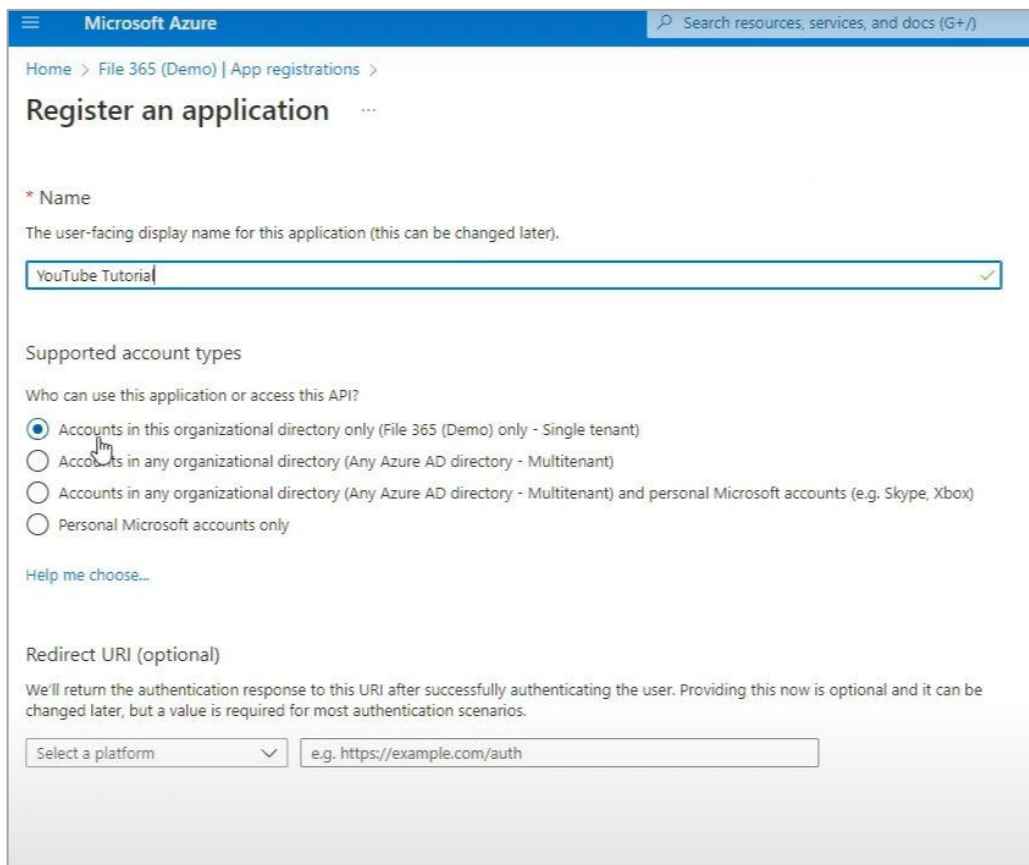 Microsoft Azure
Search resources, services, and docs (G+/)
Home > File 365 (Demo) | App registrations >
Register an application ...
* Name
The user-facing display name for this application (this can be changed later).
YouTube Tutorial
Supported account types
Who can use this application or access this API?
Accounts in this organizational directory only (File 365 (Demo) only - Single tenant)
Accounts in any organizational directory (Any Azure AD directory - Multitenant)
Accounts in any organizational directory (Any Azure AD directory - Multitenant) and personal Microsoft accounts (e.g. Skype, Xbox)
Personal Microsoft accounts only
Help me choose...
Redirect URI (optional)
We'll return the authentication response to this URI after successfully authenticating the user. Providing this now is optional and it can be
changed later, but a value is required for most authentication scenarios.
Select a platform
e.g. https://example.com/auth